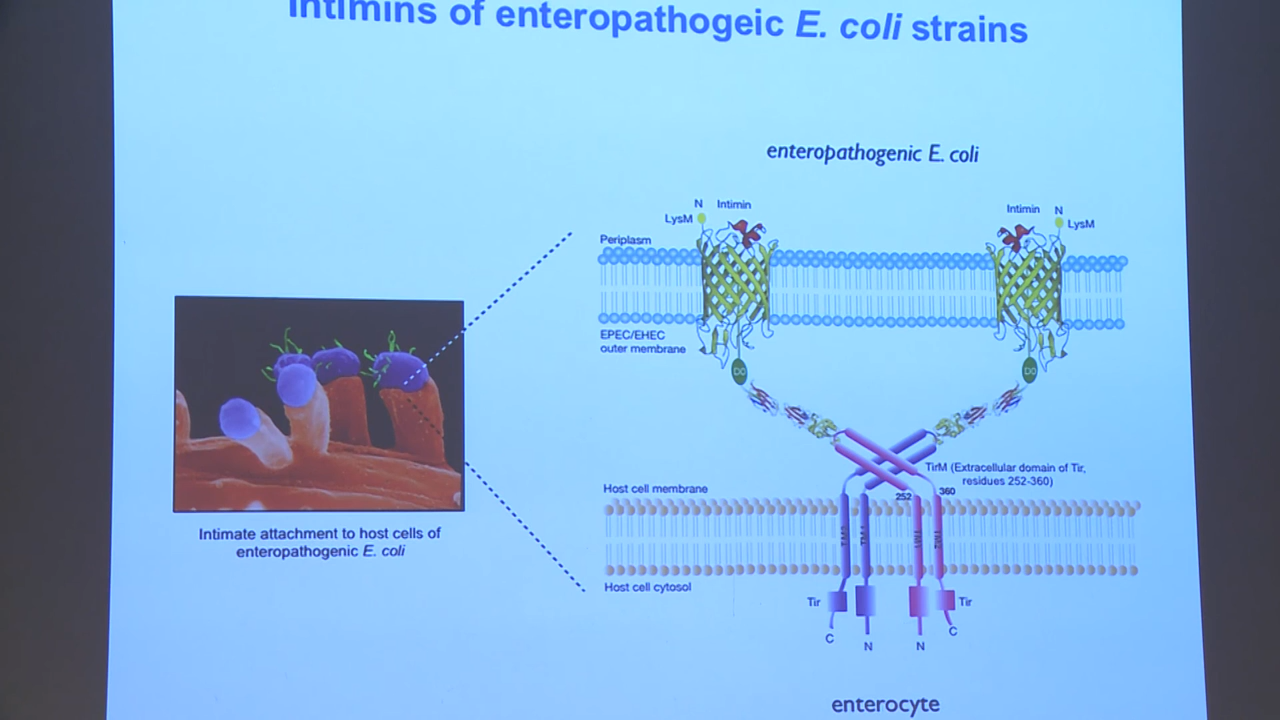 Intimins of enteropathogeic E. coli strains
enteropathogenic E. coli
N Intimin
LysM
Intimin N
LysM
Periplasm
EPEC/EHEC
outer membrane
D0
D0
TirM (Extracellular domain of Tir,
residues 252-360)
Host cell membrane
252
360
Host cell cytosol
Tir
Tir
C
N
N
C
enterocyte
Intimate attachment to host cells of
enteropathogenic E. coli